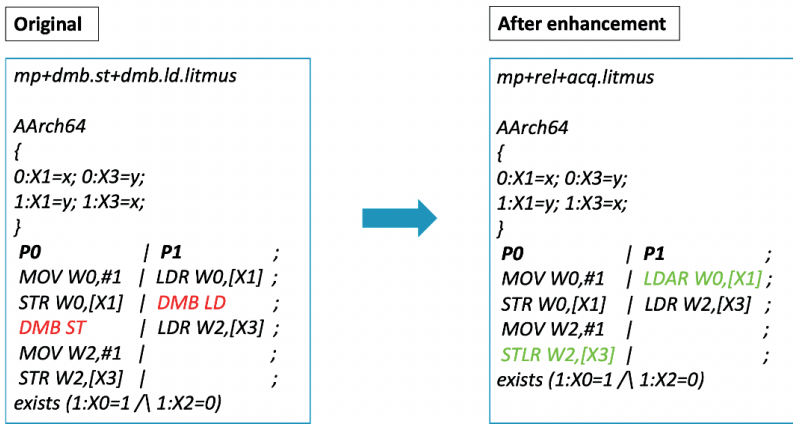 Original
mp+dmb.st+dmb.ld.litmus
AArch64
{
0:X1=x; 0:X3=y;
1:X1=y; 1:X3=x;
}
P0 | P1 ;
MOV W0,#1 | LDR W0,[X1] ;
STR W0,[X1] | DMB LD ;
DMB ST | LDR W2,[X3] ;
MOV W2,#1 | ;
STR W2,[X3] | ;
exists (1:X0=1 /\ 1:X2=0)
After enhancement
mp+rel+acq.litmus
AArch64
{
0:X1=x; 0:X3=y;
1:X1=y; 1:X3=x;
}
P0 | P1 ;
MOV W0,#1 | LDAR W0,[X1] ;
STR W0,[X1] | LDR W2,[X3] ;
MOV W2,#1 | ;
STLR W2,[X3] | ;
exists (1:X0=1 /\ 1:X2=0)